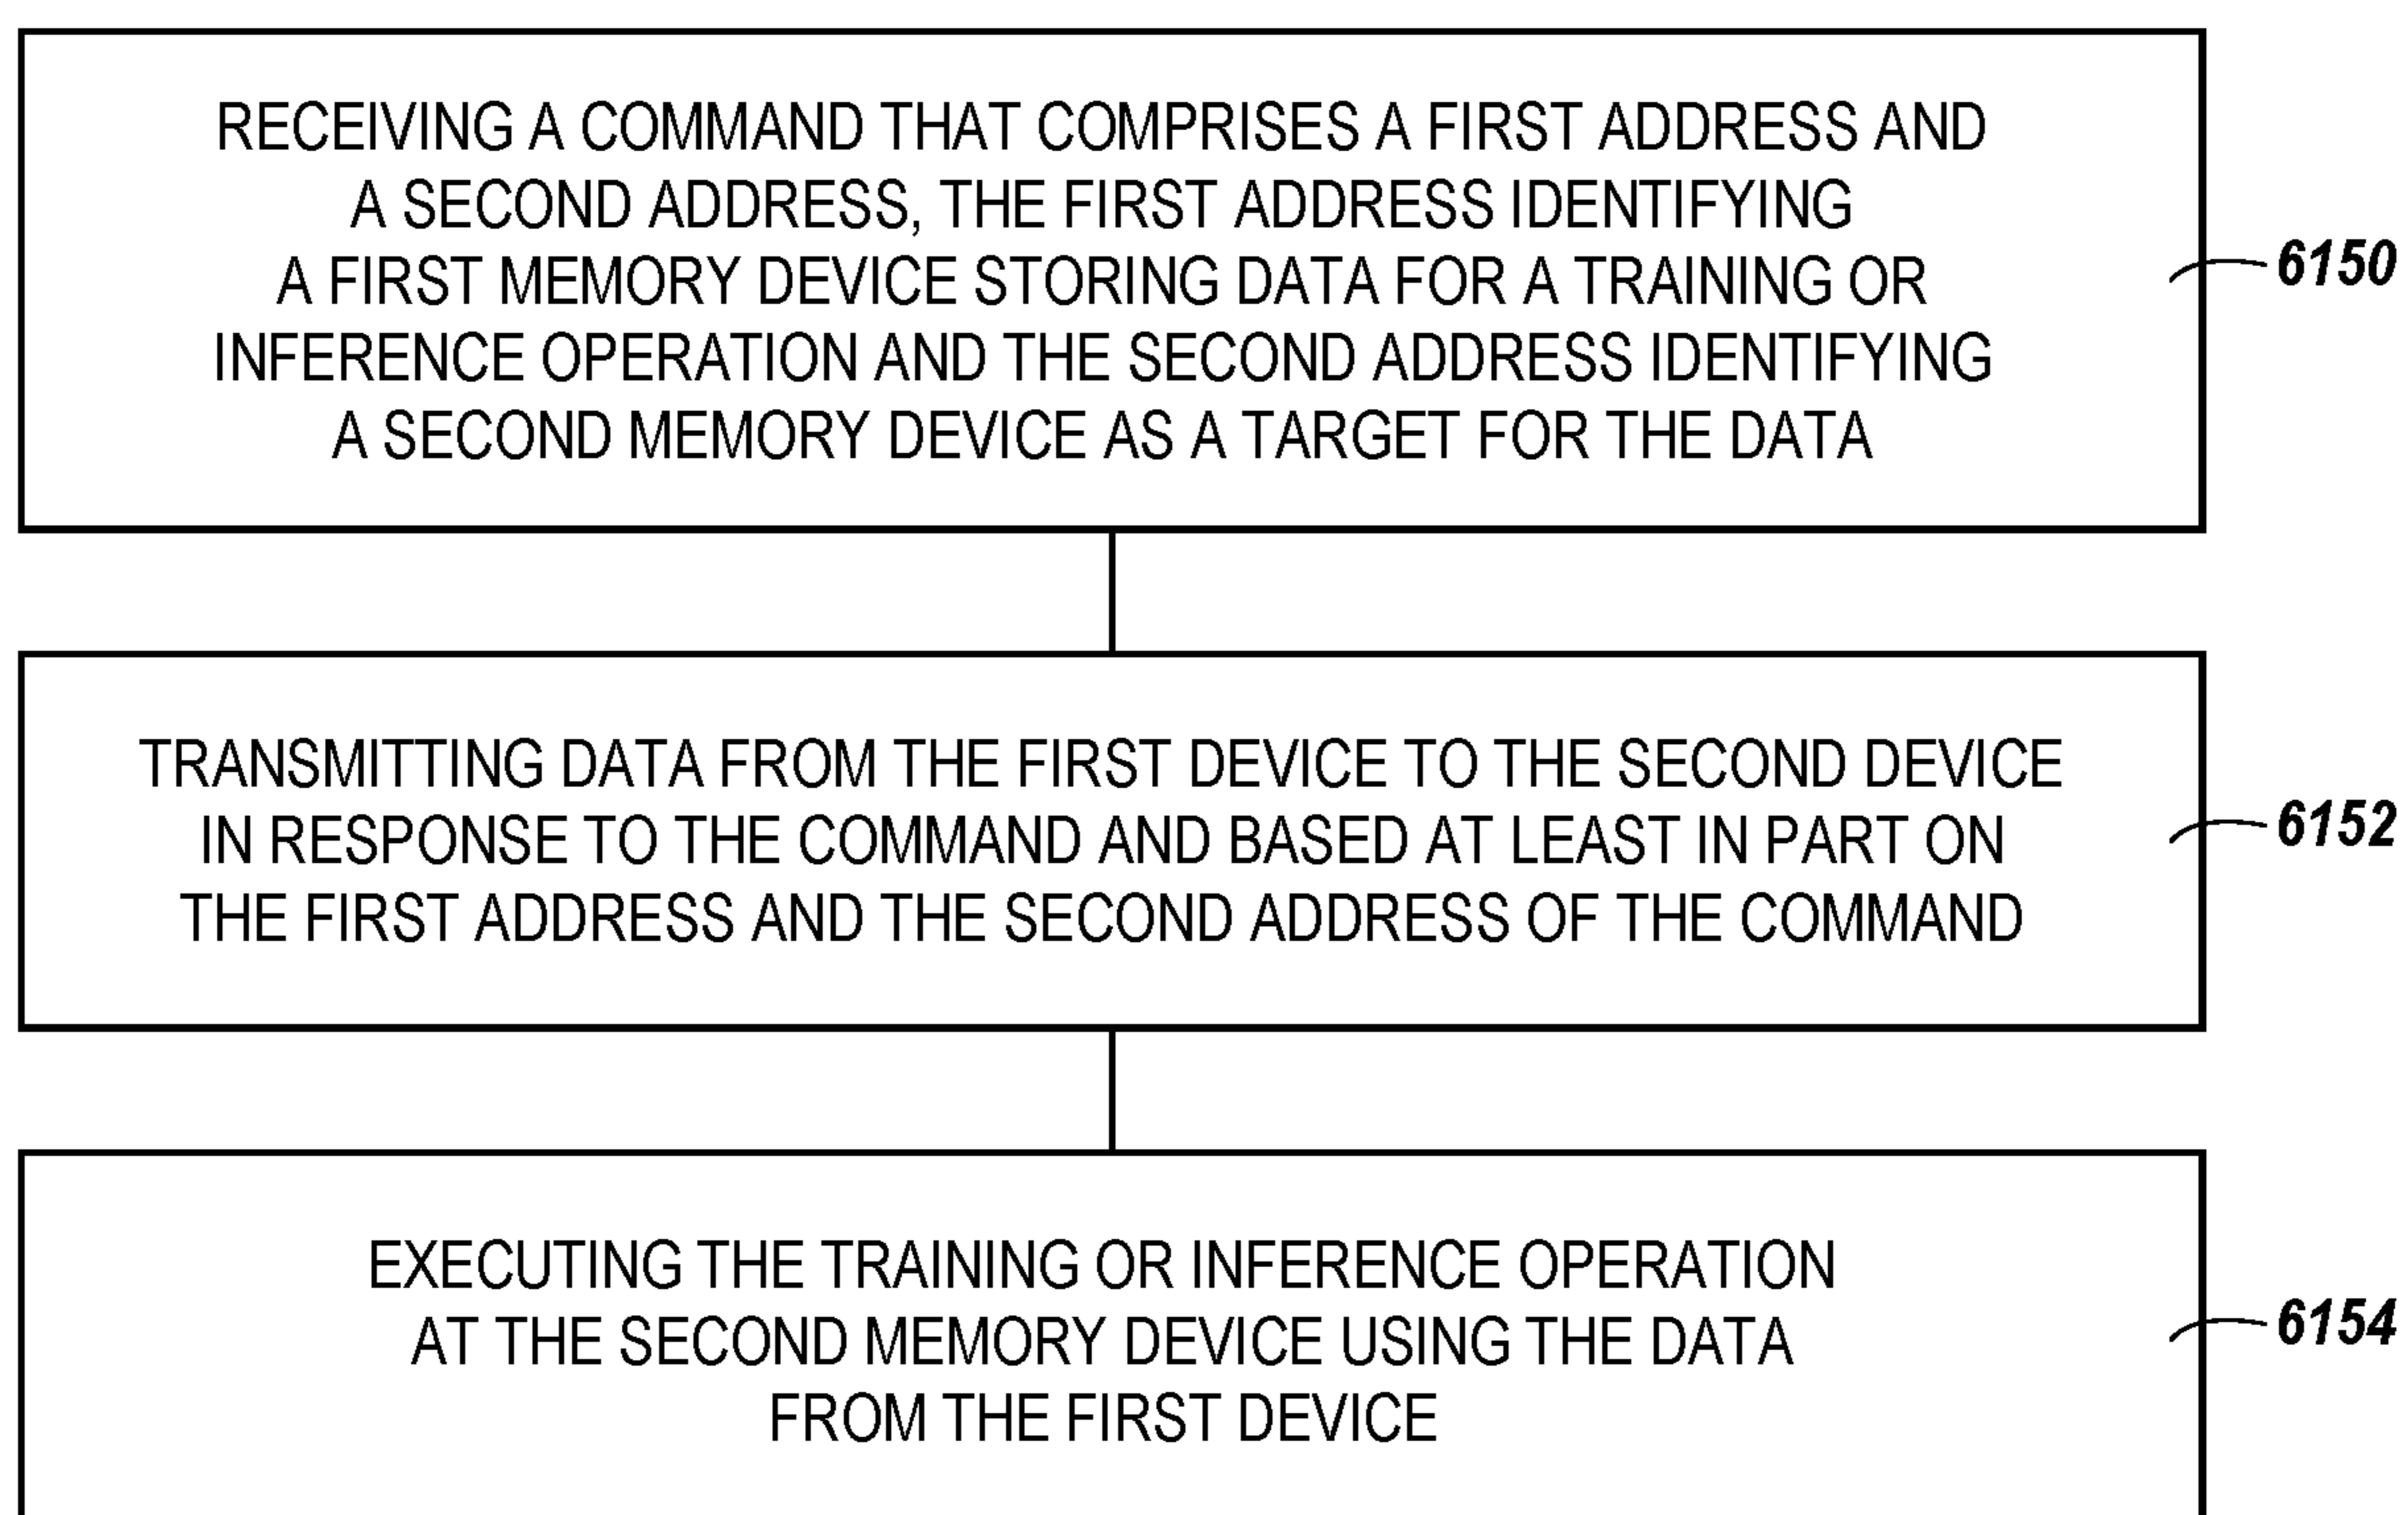 RECEIVING A COMMAND THAT COMPRISES A FIRST ADDRESS AND
A SECOND ADDRESS, THE FIRST ADDRESS IDENTIFYING
A FIRST MEMORY DEVICE STORING DATA FOR A TRAINING OR
INFERENCE OPERATION AND THE SECOND ADDRESS IDENTIFYING
A SECOND MEMORY DEVICE AS A TARGET FOR THE DATA
6150
TRANSMITTING DATA FROM THE FIRST DEVICE TO THE SECOND DEVICE
IN RESPONSE TO THE COMMAND AND BASED AT LEAST IN PART ON
THE FIRST ADDRESS AND THE SECOND ADDRESS OF THE COMMAND
6152
EXECUTING THE TRAINING OR INFERENCE OPERATION
AT THE SECOND MEMORY DEVICE USING THE DATA
FROM THE FIRST DEVICE
6154